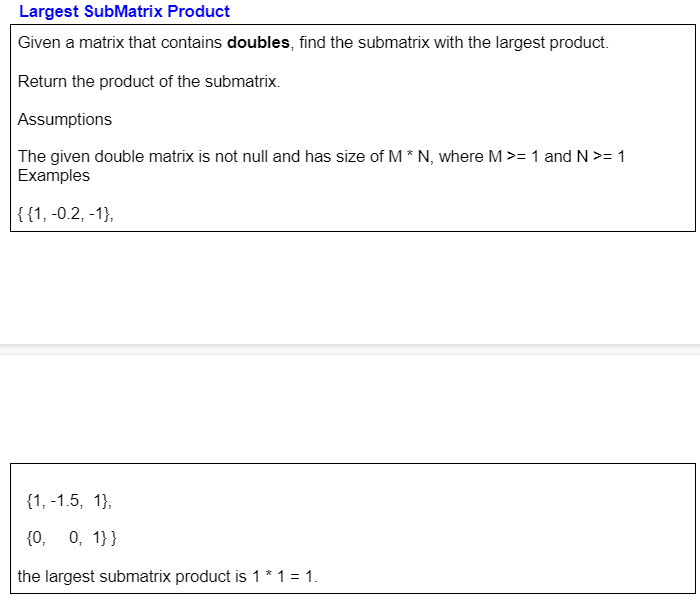 Largest SubMatrix Product
Given a matrix that contains doubles, find the submatrix with the largest product.
Return the product of the submatrix.
Assumptions
The given double matrix is not null and has size of M * N, where M >= 1 and N >= 1
Examples
{ {1, -0.2, -1},
{1, -1.5, 1},
{0, 0, 1} }
the largest submatrix product is 1 * 1 = 1.